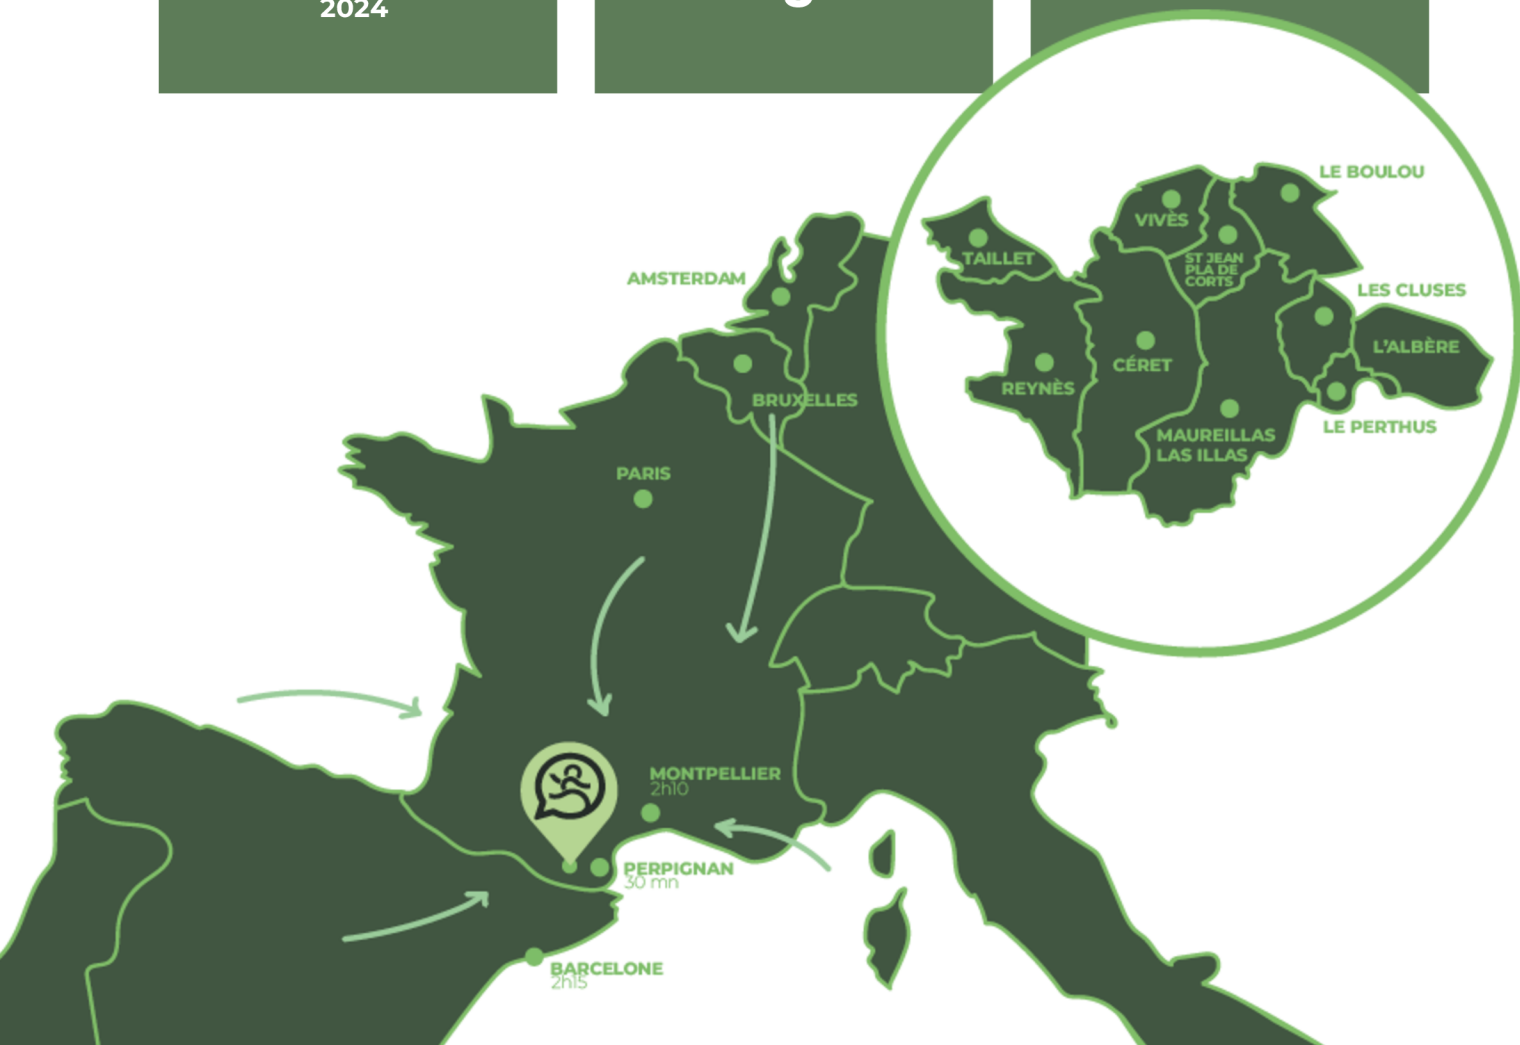 2024
LE BOULOU
VIVÈS
TAILLET
ST JEAN
PLA DE
CORTS
AMSTERDAM
LES CLUSES
L'ALBÈRE
CÉRET
REYNÈS
BRUXELLES
LE PERTHUS
MAUREILLAS
LAS ILLAS
PARIS
MONTPELLIER
2h10
PERPIGNAN
30 mn
BARCELONE
2h15